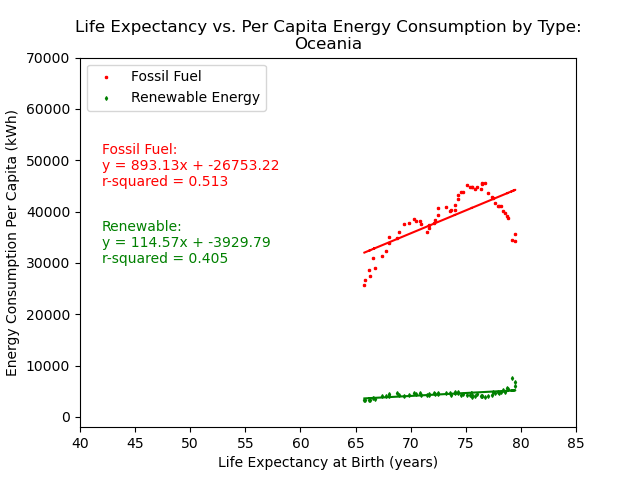 Life Expectancy vs. Per Capita Energy Consumption by Type:
Oceania
70000
60000
50000
40000
30000
20000
10000
0
Energy Consumption Per Capita (kWh)
Fossil Fuel
Renewable Energy
Fossil Fuel:
y = 893.13x + -26753.22
r-squared = 0.513
Renewable:
y = 114.57x + -3929.79
r-squared = 0.405
40 45 50 55 60 65 70 75 80 85
Life Expectancy at Birth (years)